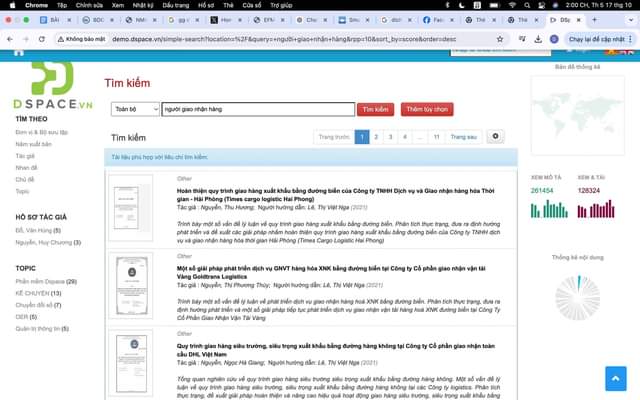 Chrome Tệp Chỉnh sửa Xem Nhật ký Dấu trang Hồ sơ Thẻ Cửa sổ Trợ giúp 2:00 CH, Th 5 17 thg 10
Không bảo mật demo.dspace.vn/simple-search?location=%2F&query=+người+giao+nhận+hàng&rpp=10&sort_by=score&order=desc Chạy lại để cập nhật
DSPACE.VN
TÌM THEO
Đơn vị & Bộ sưu tập
Năm xuất bản
Tác giả
Nhan đề
Chủ đề
Topic
HỒ SƠ TÁC GIẢ
Đỗ, Văn Hùng (5)
Nguyễn, Huy Chương (3)
TOPIC
Phần mềm Dspace (29)
KỂ CHUYỆN (13)
Chuyển đổi số (7)
OER (5)
Quản trị thông tin (5)
Tìm kiếm
Toàn bộ người giao nhận hàng Tìm kiếm Thêm tùy chọn
Tìm kiếm
Trang trước 1 2 3 4 ... 11 Trang sau
Tài liệu phù hợp với tiêu chí tìm kiếm:
Other
Hoàn thiện quy trình giao hàng xuất khẩu bằng đường biển của Công ty TNHH Dịch vụ và Giao nhận hàng hóa Thời
gian - Hải Phòng (Times cargo logistic Hai Phong)
Tác giả : Nguyễn, Thu Hương; Người hướng dẫn: Lê, Thị Việt Nga (2021)
Trình bày một số vấn đề lý luận về quy trình giao hàng xuất khẩu bằng đường biển. Phân tích thực trạng, đưa ra định hướng
phát triển và đề xuất các giải pháp nhằm hoàn thiện quy trình giao hàng xuất khẩu bằng đường biển của Công ty TNHH dịch
vụ và giao nhận hàng hóa thời gian Hải Phòng (Times Cargo Logistic Hai Phong)
Other
Một số giải pháp phát triển dịch vụ GNVT hàng hóa XNK bằng đường biển tại Công ty Cổ phần giao nhận vận tải
Vàng Goldtrans Logistics
Tác giả : Nguyễn, Thị Phương Thúy; Người hướng dẫn: Lê, Thị Việt Nga (2021)
Trình bày một số vấn đề lý luận về phát triển dịch vụ giao nhận hàng hóa XNK bằng đường biển. Phân tích thực trạng, đưa ra
định hướng phát triển và một số giải pháp tiếp tục phát triển dịch vụ giao nhận vận tải hàng hoá XNK bằng đường biển tại Công ty
Cổ Phần Giao Nhận Vận Tải Vàng
Other
Quy trình giao hàng siêu trường, siêu trọng xuất khẩu bằng đường hàng không tại Công ty Cổ phần giao nhận toàn
cầu DHL Việt Nam
Tác giả : Nguyễn, Ngọc Hà Giang; Người hướng dẫn: Lê, Thị Việt Nga (2021)
Tổng quan nghiên cứu về quy trình giao hàng siêu trường siêu trọng xuất khẩu bằng đường hàng không. Một số vấn đề lý
luận về quy trình giao hàng siêu trường, siêu trọng xuất khẩu bằng đường hàng không tại các công ty logistics. Phân tích
thực trạng, đề xuất giải pháp hoàn thiện và nâng cao hiệu quả hoạt động giao hàng siêu trường, siêu trọng xuất khẩu bằng
Bản đồ thống kê
XEM MÔ TẢ XEM & TẢI
261454 128324
Thống kê nội dung